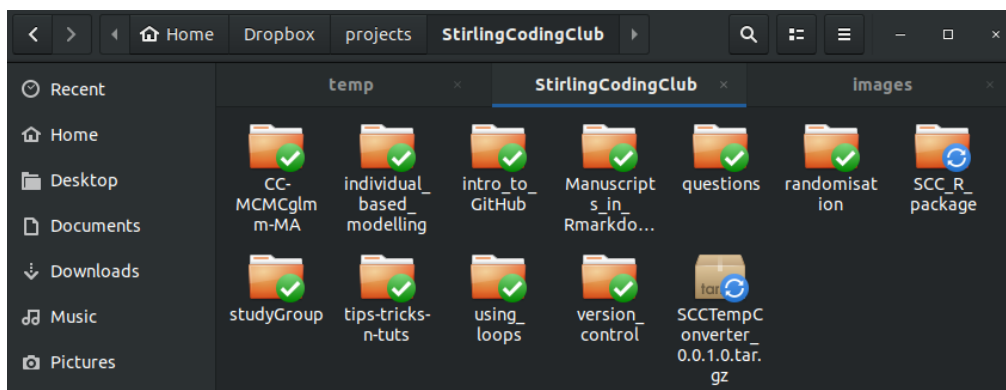 Home Dropbox projects StirlingCodingClub
Recent
Home
Desktop
Documents
Downloads
Music
Pictures
temp StirlingCodingClub images
CC-
MCMCglm
m-MA
individual_
based_
modelling
intro_to_
GitHub
Manuscript
s_in_
Rmarkdo...
questions
randomisat
ion
SCC_R_
package
studyGroup
tips-tricks-
n-tuts
using_
loops
version_
control
tar
SCCTempC
onverter_
0.0.1.0.tar.
gz